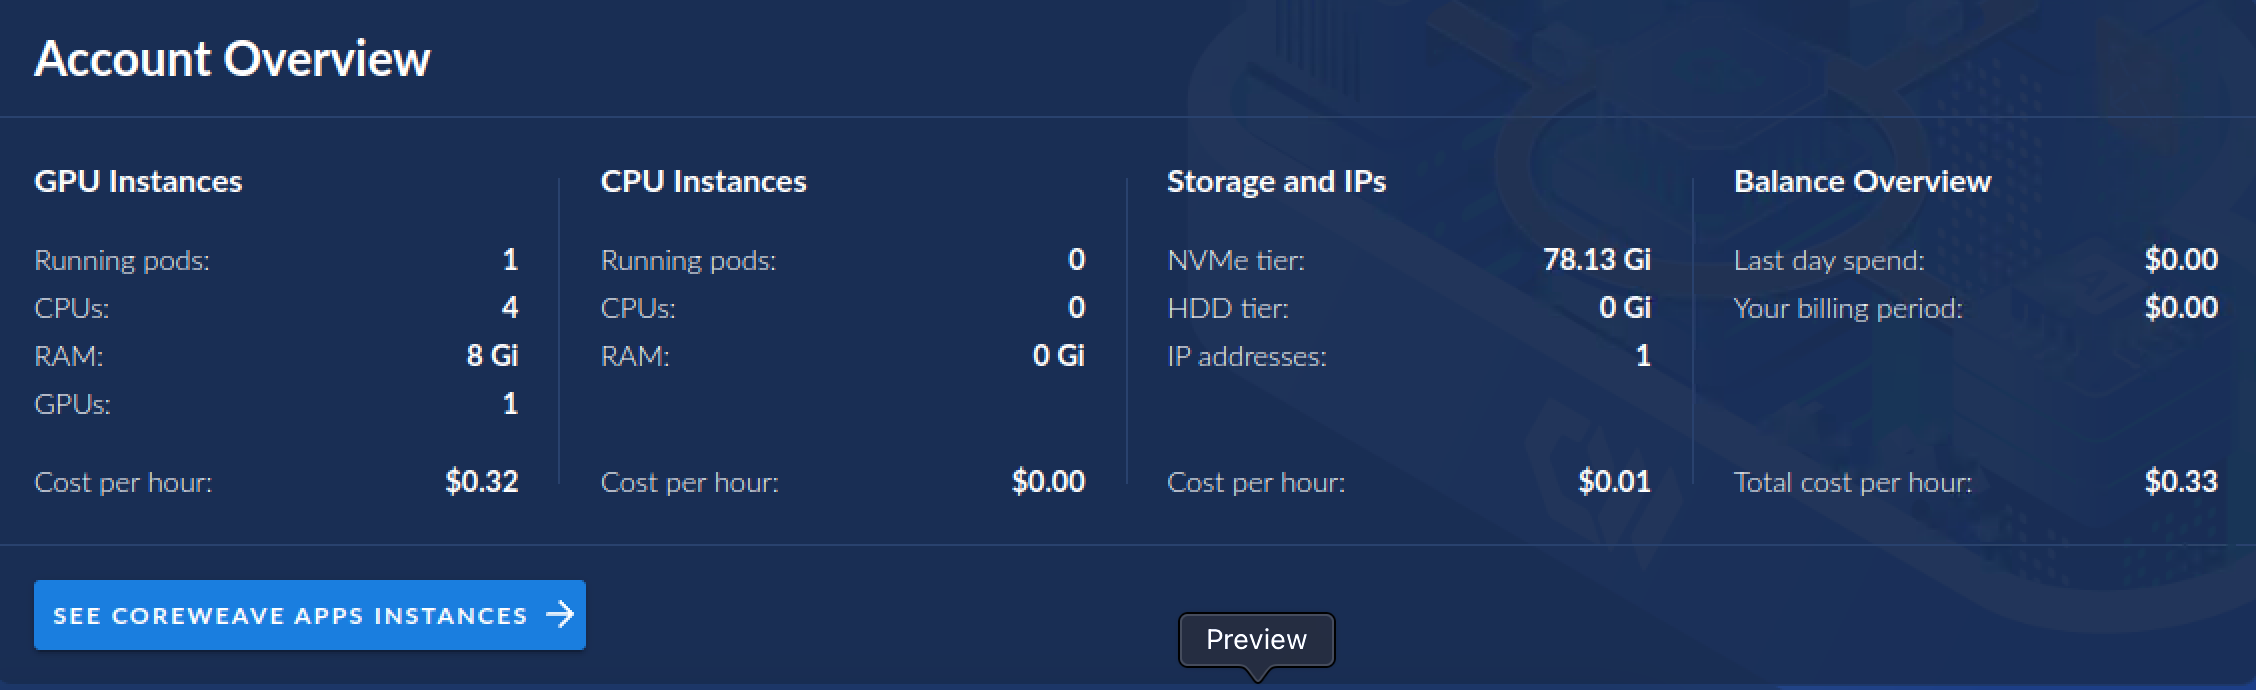 Account Overview
GPU Instances
Running pods: 1
CPUs: 4
RAM: 8 Gi
GPUs: 1
Cost per hour: $0.32
CPU Instances
Running pods: 0
CPUs: 0
RAM: 0 Gi
Cost per hour: $0.00
Storage and IPs
NVMe tier: 78.13 Gi
HDD tier: 0 Gi
IP addresses: 1
Cost per hour: $0.01
Balance Overview
Last day spend: $0.00
Your billing period: $0.00
Total cost per hour: $0.33
SEE COREWEAVE APPS INSTANCES
Preview